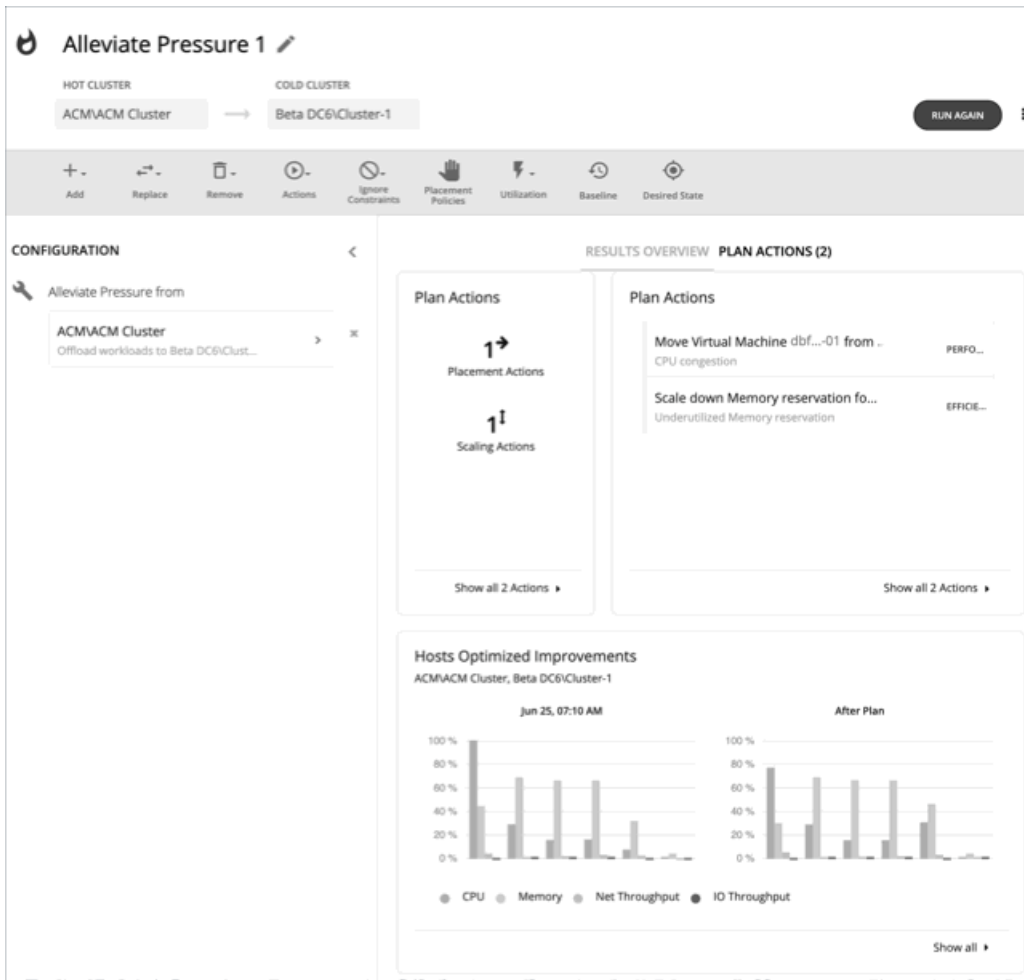 Alleviate Pressure 1
HOT CLUSTER
COLD CLUSTER
ACM\ACM Cluster
Beta DC6\Cluster-1
RUN AGAIN
Add
Replace
Remove
Actions
Ignore
Constraints
Placement
Policies
Utilization
Baseline
Desired State
CONFIGURATION
Alleviate Pressure from
ACM\ACM Cluster
Offload workloads to Beta DC6\Clust...
RESULTS OVERVIEW
PLAN ACTIONS (2)
Plan Actions
1
Placement Actions
1
Scaling Actions
Show all 2 Actions
Plan Actions
Move Virtual Machine dbf...-01 from ..
CPU congestion
PERFO...
Scale down Memory reservation fo...
Underutilized Memory reservation
EFFICIE...
Show all 2 Actions
Hosts Optimized Improvements
ACM\ACM Cluster, Beta DC6\Cluster-1
Jun 25, 07:10 AM
100 %
80 %
60 %
40 %
20 %
0 %
After Plan
100 %
80 %
60 %
40 %
20 %
0 %
CPU
Memory
Net Throughput
IO Throughput
Show all